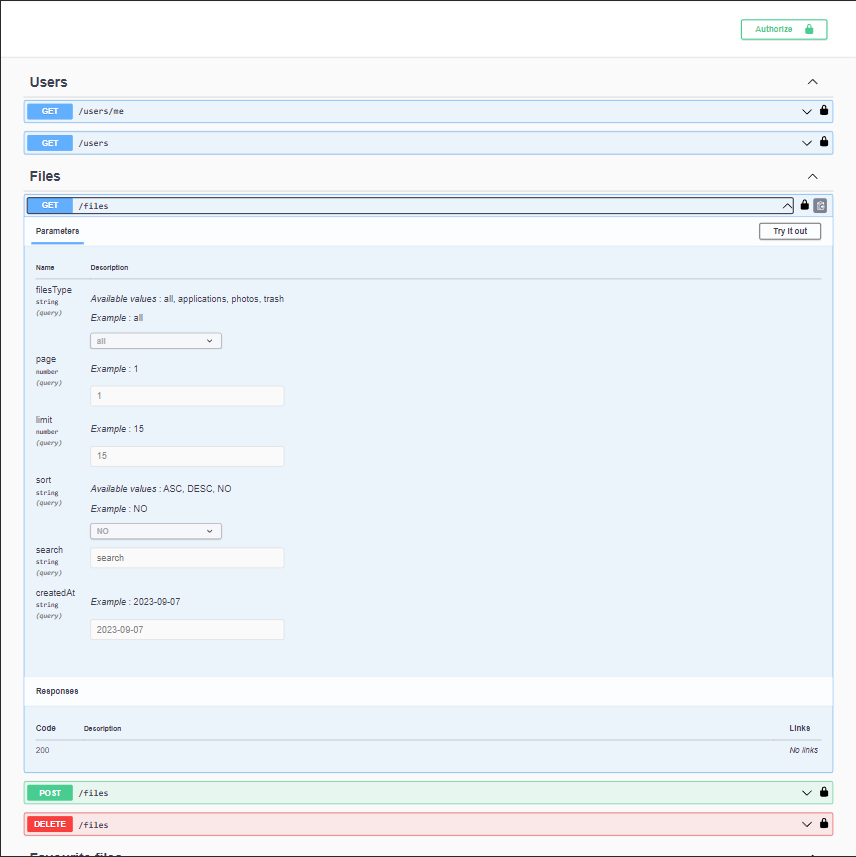 Authorize
Users
GET /users/me
GET /users
Files
GET /files
Parameters
Try it out
Name Description
filesType
string
(query)
Available values : all, applications, photos, trash
Example : all
all
page
number
(query)
Example : 1
1
limit
number
(query)
Example : 15
15
sort
string
(query)
Available values : ASC, DESC, NO
Example : NO
NO
search
string
(query)
search
createdAt
string
(query)
Example : 2023-09-07
2023-09-07
Responses
Code Description Links
200 No links
POST /files
DELETE /files
Favourite files